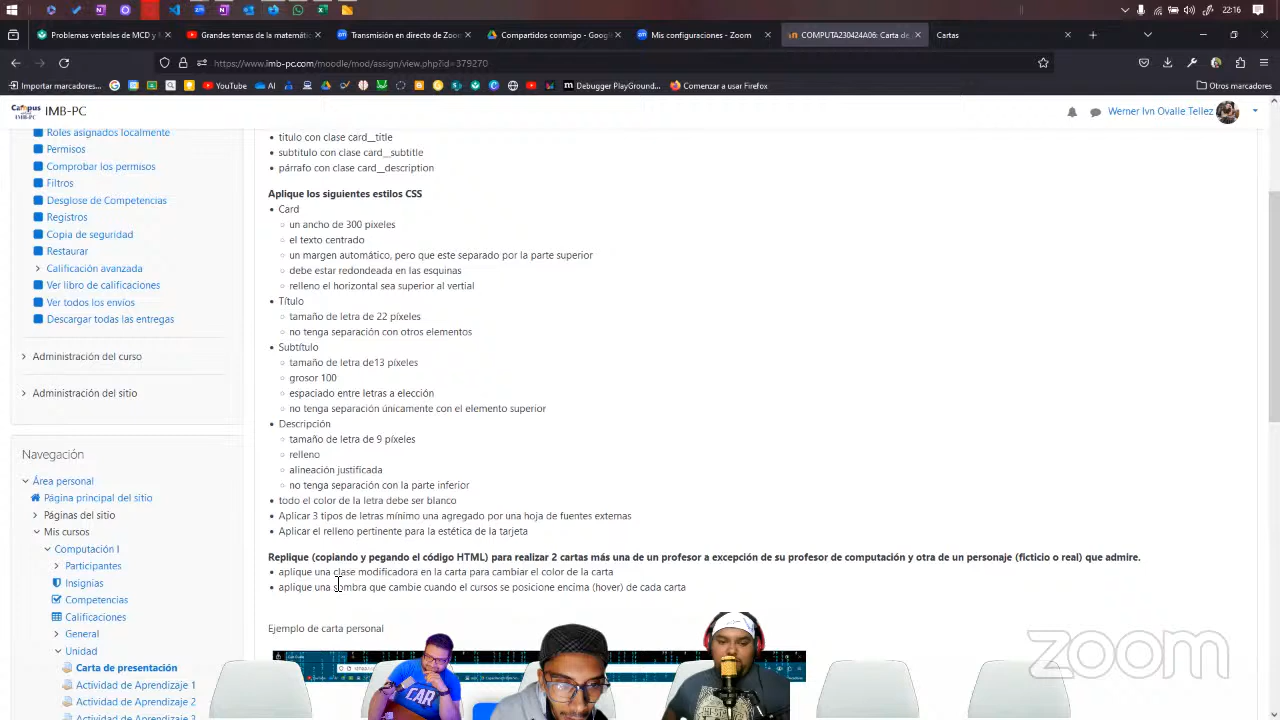 22:16
Problemas verbales de MCD y M
Grandes temas de la matemátic
Transmisión en directo de Zoom
Compartidos conmigo - Googl
Mis configuraciones - Zoom
COMPUTA230424A06: Carta de
Cartas
https://www.imb-pc.com/moodle/mod/assign/view.php?id=379270
Importar marcadores...
YouTube
AI
Debugger PlayGroun...
Comenzar a usar Firefox
Otros marcadores
Campus
IMB-PC
IMB-PC
Werner Ivn Ovalle Tellez
Roles asignados localmente
Permisos
Comprobar los permisos
Filtros
Desglose de Competencias
Registros
Copia de seguridad
Restaurar
Calificación avanzada
Ver libro de calificaciones
Ver todos los envíos
Descargar todas las entregas
Administración del curso
Administración del sitio
Navegación
Área personal
Página principal del sitio
Páginas del sitio
Mis cursos
Computación I
Participantes
Insignias
Competencias
Calificaciones
General
Unidad
Carta de presentación
Actividad de Aprendizaje 1
Actividad de Aprendizaje 2
Actividad de Aprendizaje 3
título con clase card__title
subtitulo con clase card__subtitle
párrafo con clase card__description
Aplique los siguientes estilos CSS
Card
un ancho de 300 pixeles
el texto centrado
un margen automático, pero que este separado por la parte superior
debe estar redondeada en las esquinas
relleno el horizontal sea superior al vertial
Título
tamaño de letra de 22 píxeles
no tenga separación con otros elementos
Subtítulo
tamaño de letra de13 píxeles
grosor 100
espaciado entre letras a elección
no tenga separación únicamente con el elemento superior
Descripción
tamaño de letra de 9 píxeles
relleno
alineación justificada
no tenga separación con la parte inferior
todo el color de la letra debe ser blanco
Aplicar 3 tipos de letras mínimo una agregado por una hoja de fuentes externas
Aplicar el relleno pertinente para la estética de la tarjeta
Replique (copiando y pegando el código HTML) para realizar 2 cartas más una de un profesor a excepción de su profesor de computación y otra de un personaje (ficticio o real) que admire.
aplique una clase modificadora en la carta para cambiar el color de la carta
aplique una sombra que cambie cuando el cursos se posicione encima (hover) de cada carta
Ejemplo de carta personal
GAR
zoom